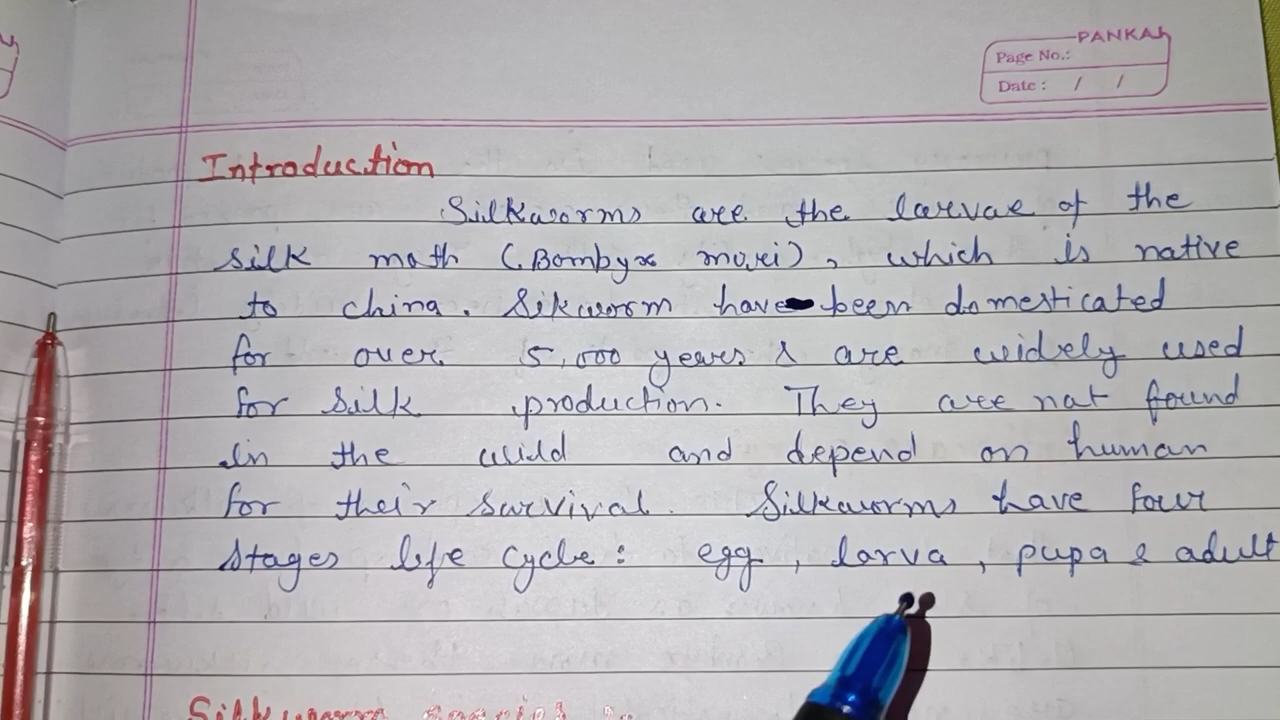 PANKAJ
Page No.:
Date : / /
Introduction
Silkworms are the larvae of the
silk moth (Bombyx mori), which is native
to china. Sikworm have been domesticated
for over 5,000 years & are widely used
for silk production. They are not found
in the wild and depend on human
for their survival. Silkworms have four
stages life cycle: egg, larva, pupa & adult
Silkworm species :